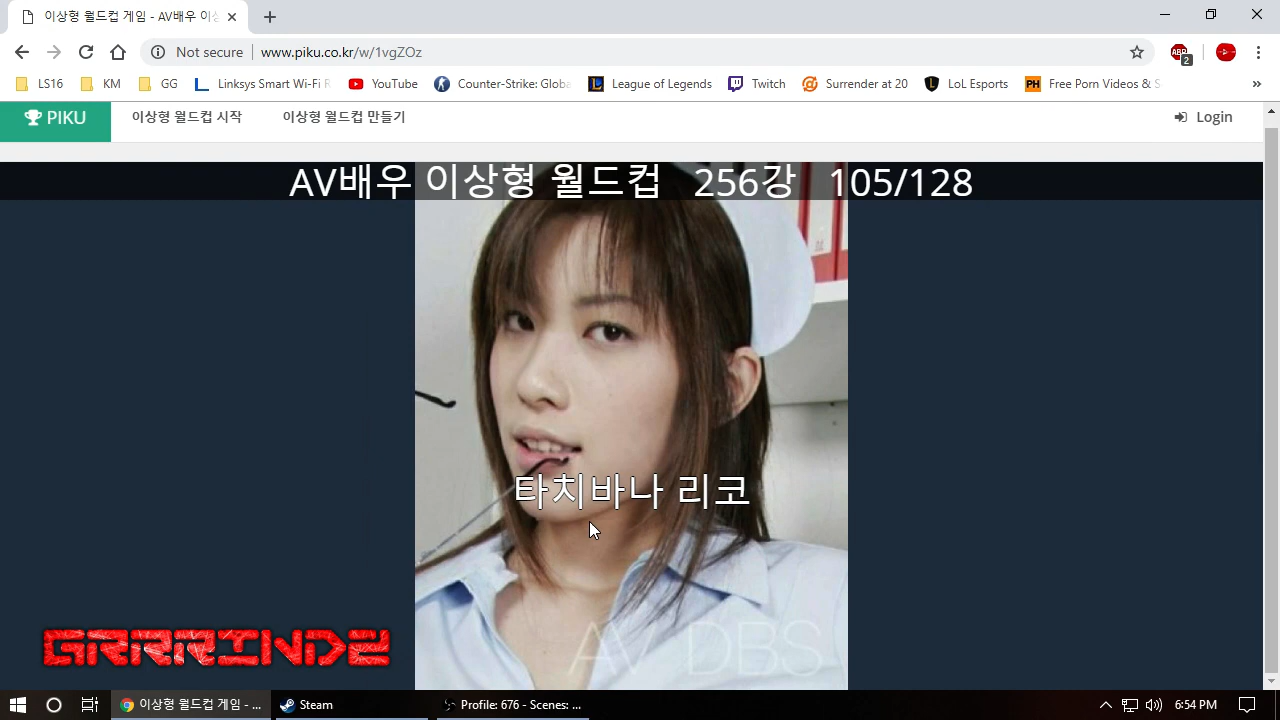 이상형 월드컵 게임 - AV배우 이상
Not secure
www.piku.co.kr/w/1vgZOz
ABP
2
LS16
KM
GG
Linksys Smart Wi-Fi R
YouTube
Counter-Strike: Globa
League of Legends
Twitch
Surrender at 20
LoL Esports
PH
Free Porn Videos & S
»
PIKU
이상형 월드컵 시작
이상형 월드컵 만들기
Login
AV배우 이상형 월드컵 256강 105/128
타치바나 리코
AV DBS
GRRRINDZ
이상형 월드컵 게임 - ...
Steam
Profile: 676 - Scenes: ...
6:54 PM